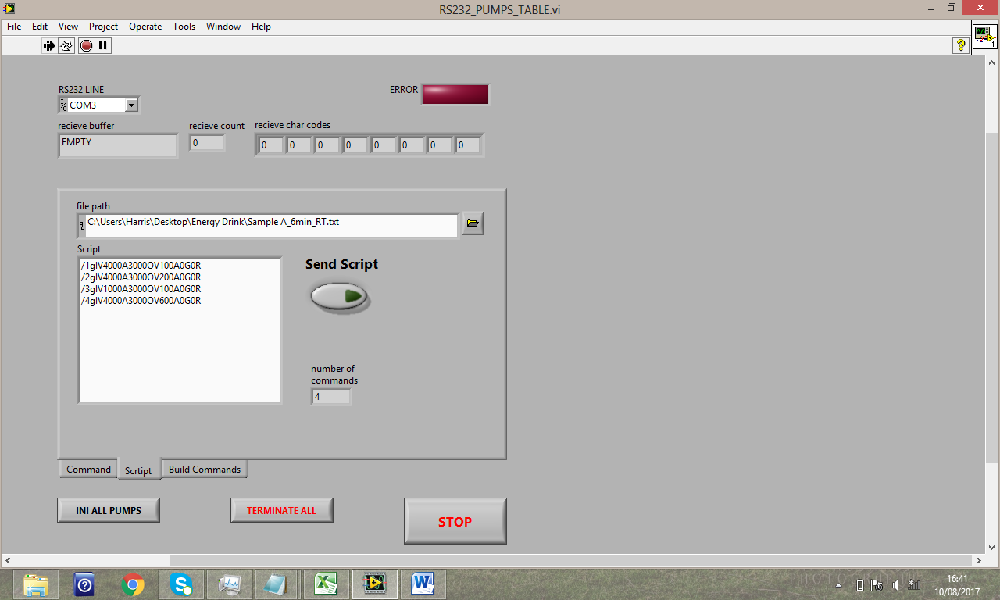 RS232_PUMPS_TABLE.vi
File Edit View Project Operate Tools Window Help
1
RS232 LINE
COM3
ERROR
recieve buffer
EMPTY
recieve count
0
recieve char codes
0 0 0 0 0 0 0 0
file path
C:\Users\Harris\Desktop\Energy Drink\Sample A_6min_RT.txt
Script
/1gIV4000A3000OV100A0G0R
/2gIV4000A3000OV200A0G0R
/3gIV1000A3000OV100A0G0R
/4gIV4000A3000OV600A0G0R
Send Script
number of
commands
4
Command Scrtipt Build Commands
INI ALL PUMPS
TERMINATE ALL
STOP
16:41
10/08/2017